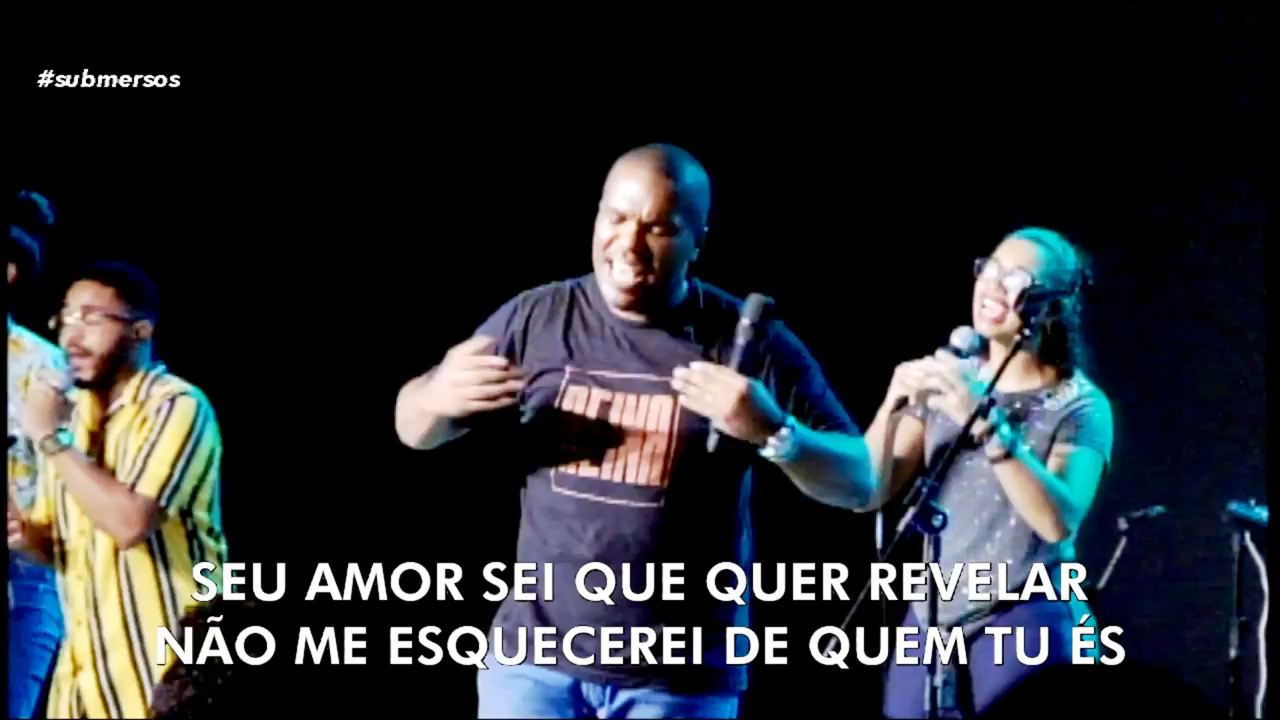 #submersos
SEU AMOR SEI QUE QUER REVELAR
NÃO ME ESQUECEREI DE QUEM TU ÉS